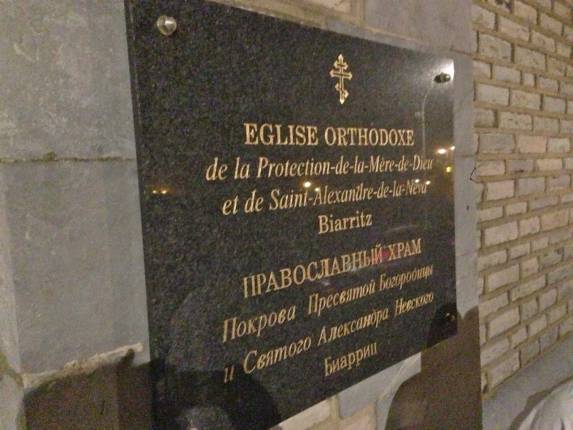 EGLISE ORTHODOXE
de la Protection-de-la-Mère-de-Dieu
et de Saint-Alexandre-de-la-Néva
Biarritz
ПРАВОСЛАВНЫЙ ХРАМ
Покрова Пресвятой Богородицы
и Святого Александра Невского
Биарриц